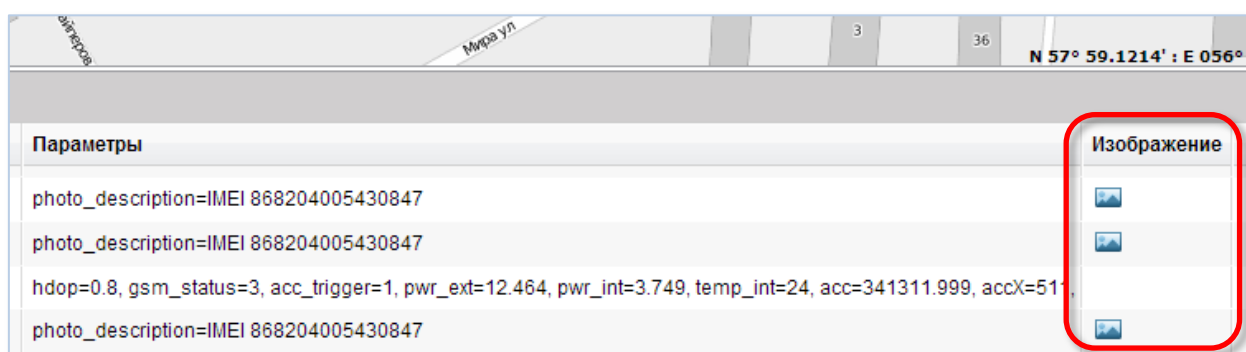 айперов
Мира ул
3
36
N 57° 59.1214' : E 056°
Параметры
Изображение
photo_description=IMEI 868204005430847
photo_description=IMEI 868204005430847
hdop=0.8, gsm_status=3, acc_trigger=1, pwr_ext=12.464, pwr_int=3.749, temp_int=24, acc=341311.999, accX=511,
photo_description=IMEI 868204005430847